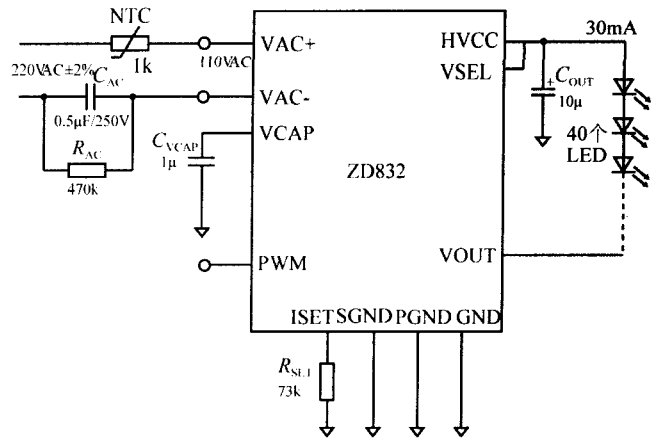 NTC
1k
110VAC
VAC+
HVCC
30mA
VSEL
220VAC±2%
C_AC
0.5µF/250V
VAC-
+
C_OUT
10µ
R_AC
470k
C_VCAP
1µ
VCAP
40个
LED
ZD832
PWM
VOUT
ISET SGND PGND GND
R_SET
73k